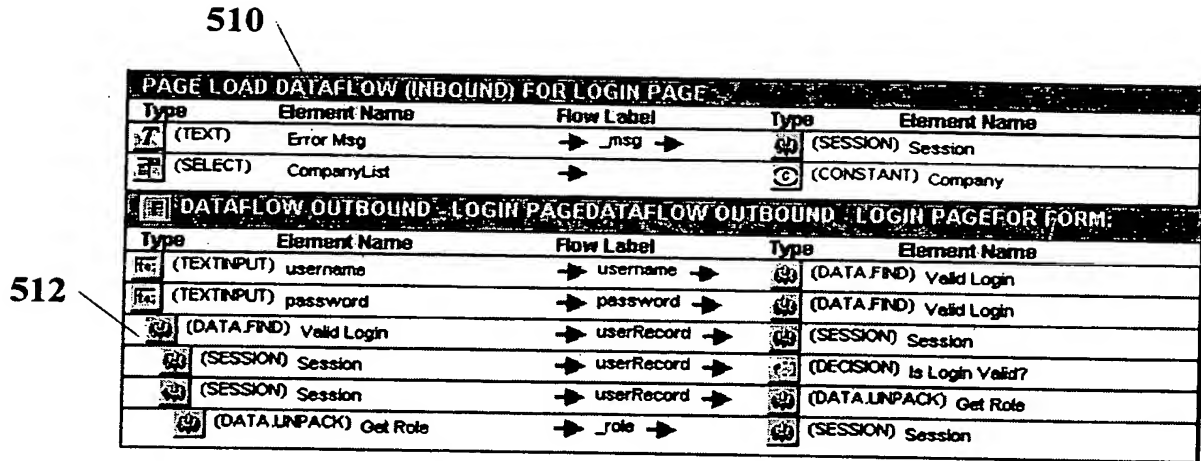 510
PAGE LOAD DATAFLOW (INBOUND) FOR LOGIN PAGE
Type Element Name Flow Label Type Element Name
(TEXT) Error Msg _msg (SESSION) Session
(SELECT) CompanyList (CONSTANT) Company
DATAFLOW OUTBOUND - LOGIN PAGEDATAFLOW OUTBOUND - LOGIN PAGEFOR FORM:
Type Element Name Flow Label Type Element Name
(TEXTINPUT) username username (DATA.FIND) Valid Login
(TEXTINPUT) password password (DATA.FIND) Valid Login
512
(DATA.FIND) Valid Login userRecord (SESSION) Session
(SESSION) Session userRecord (DECISION) Is Login Valid?
(SESSION) Session userRecord (DATA.UNPACK) Get Role
(DATA.UNPACK) Get Role _role (SESSION) Session